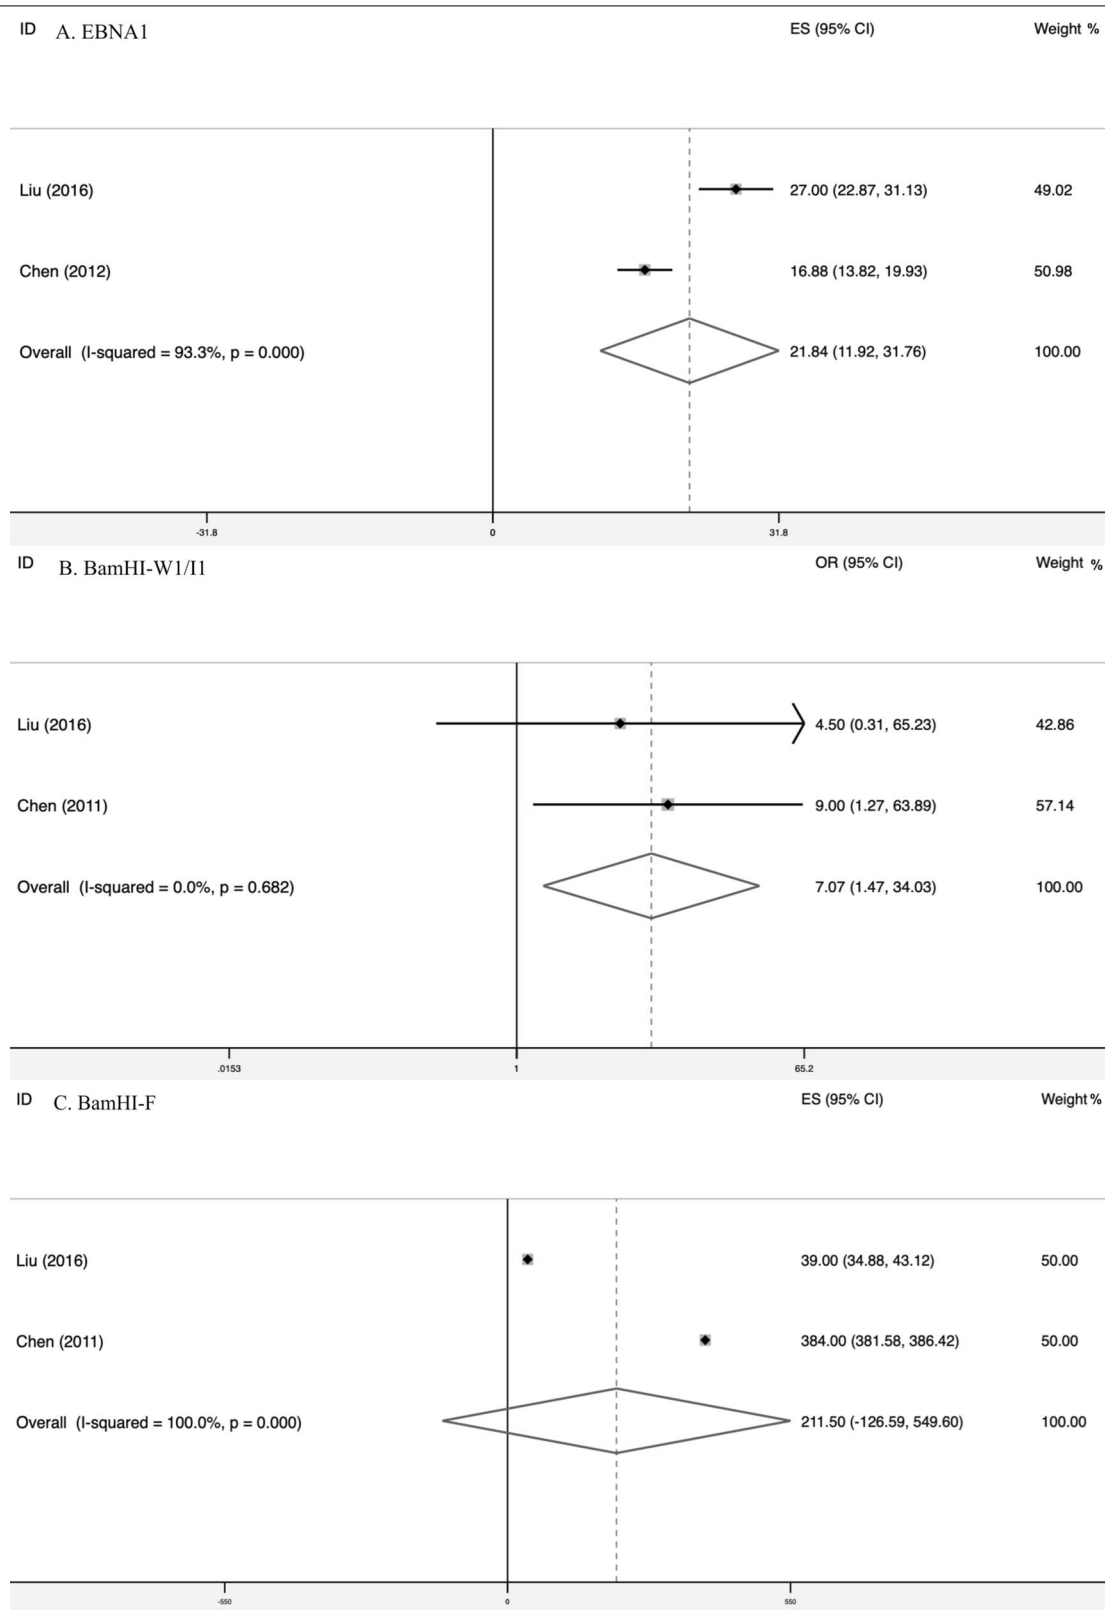 ID A. EBNA1 ES (95% CI) Weight %
Liu (2016) 27.00 (22.87, 31.13) 49.02
Chen (2012) 16.88 (13.82, 19.93) 50.98
Overall (I-squared = 93.3%, p = 0.000) 21.84 (11.92, 31.76) 100.00
-31.8 0 31.8
ID B. BamHI-W1/I1 OR (95% CI) Weight %
Liu (2016) 4.50 (0.31, 65.23) 42.86
Chen (2011) 9.00 (1.27, 63.89) 57.14
Overall (I-squared = 0.0%, p = 0.682) 7.07 (1.47, 34.03) 100.00
.0153 1 65.2
ID C. BamHI-F ES (95% CI) Weight %
Liu (2016) 39.00 (34.88, 43.12) 50.00
Chen (2011) 384.00 (381.58, 386.42) 50.00
Overall (I-squared = 100.0%, p = 0.000) 211.50 (-126.59, 549.60) 100.00
-550 0 550